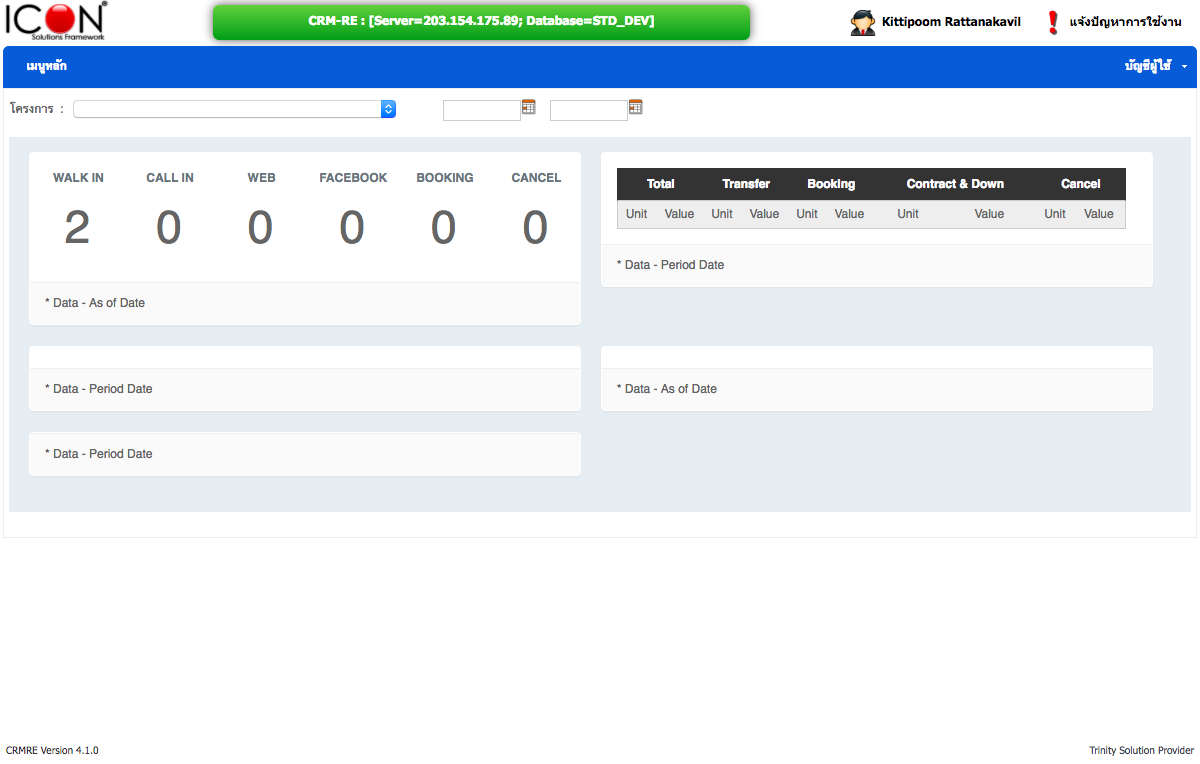 ICON®
Solutions Framework
CRM-RE : [Server=203.154.175.89; Database=STD_DEV]
Kittipoom Rattanakavil
แจ้งปัญหาการใช้งาน
เมนูหลัก
บัญชีผู้ใช้
โครงการ :
WALK IN CALL IN WEB FACEBOOK BOOKING CANCEL
2 0 0 0 0 0
* Data - As of Date
Total Transfer Booking Contract & Down Cancel
Unit Value Unit Value Unit Value Unit Value Unit Value
* Data - Period Date
* Data - Period Date
* Data - As of Date
* Data - Period Date
CRMRE Version 4.1.0
Trinity Solution Provider